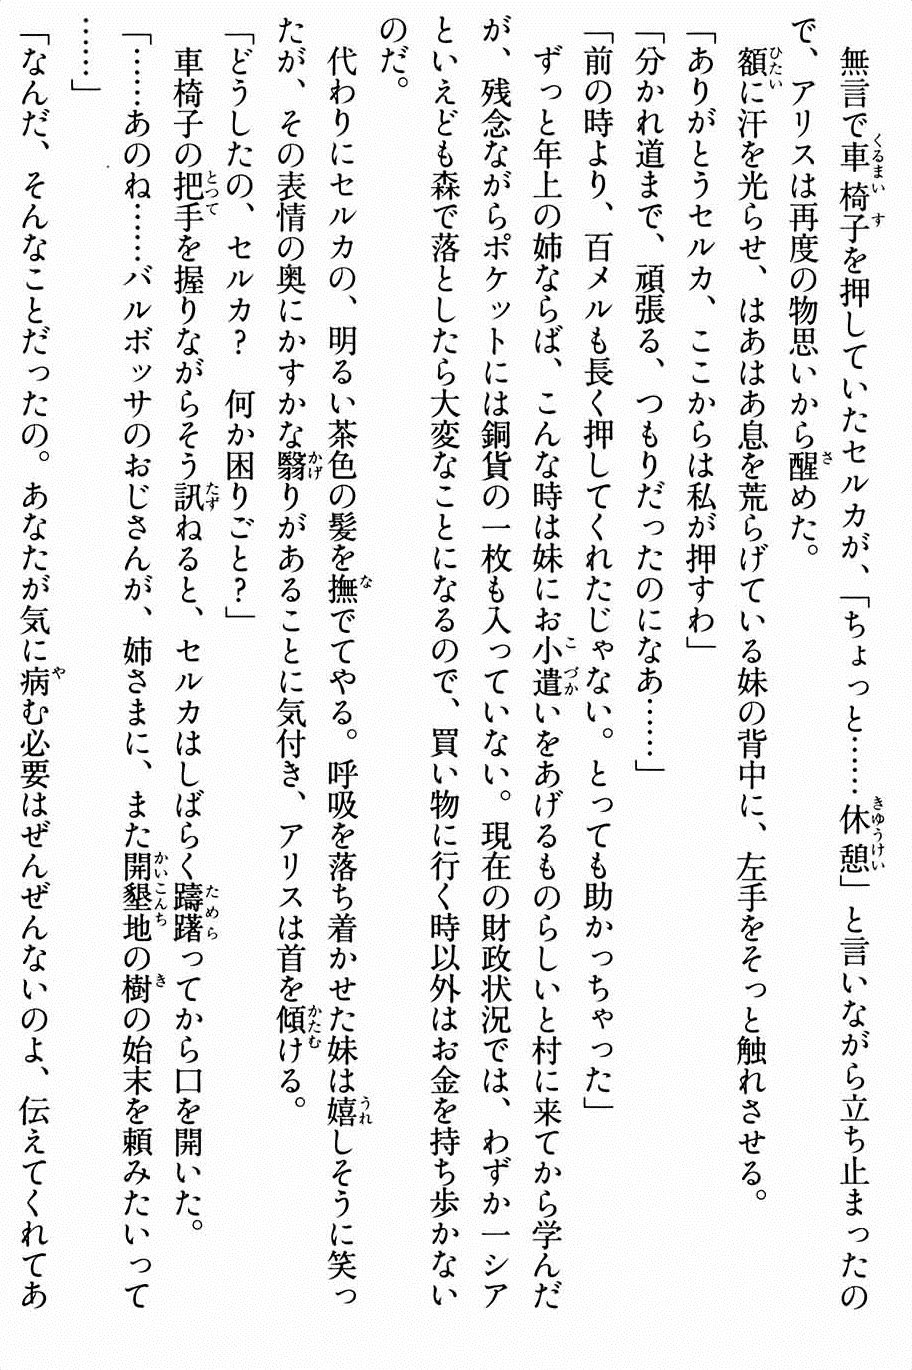 無言で車椅子を押していたセルカが、「ちょっと……休憩」と言いながら立ち止まったの
で、アリスは再度の物思いから醒めた。
　額に汗を光らせ、はあはあ息を荒らげている妹の背中に、左手をそっと触れさせる。
「ありがとうセルカ、ここからは私が押すわ」
「分かれ道まで、頑張る、つもりだったのになあ……」
「前の時より、百メルも長く押してくれたじゃない。とっても助かっちゃった」
　ずっと年上の姉ならば、こんな時は妹にお小遣いをあげるものらしいと村に来てから学んだ
が、残念ながらポケットには銅貨の一枚も入っていない。現在の財政状況では、わずか一シア
といえども森で落としたら大変なことになるので、買い物に行く時以外はお金を持ち歩かない
のだ。
　代わりにセルカの、明るい茶色の髪を撫でてやる。呼吸を落ち着かせた妹は嬉しそうに笑っ
たが、その表情の奥にかすかな翳りがあることに気付き、アリスは首を傾ける。
「どうしたの、セルカ？　何か困りごと？」
　車椅子の把手を握りながらそう訊ねると、セルカはしばらく躊躇ってから口を開いた。
「……あのね……バルボッサのおじさんが、姉さまに、また開墾地の樹の始末を頼みたいって
……」
「なんだ、そんなことだったの。あなたが気に病む必要はぜんぜんないのよ、伝えてくれてあ